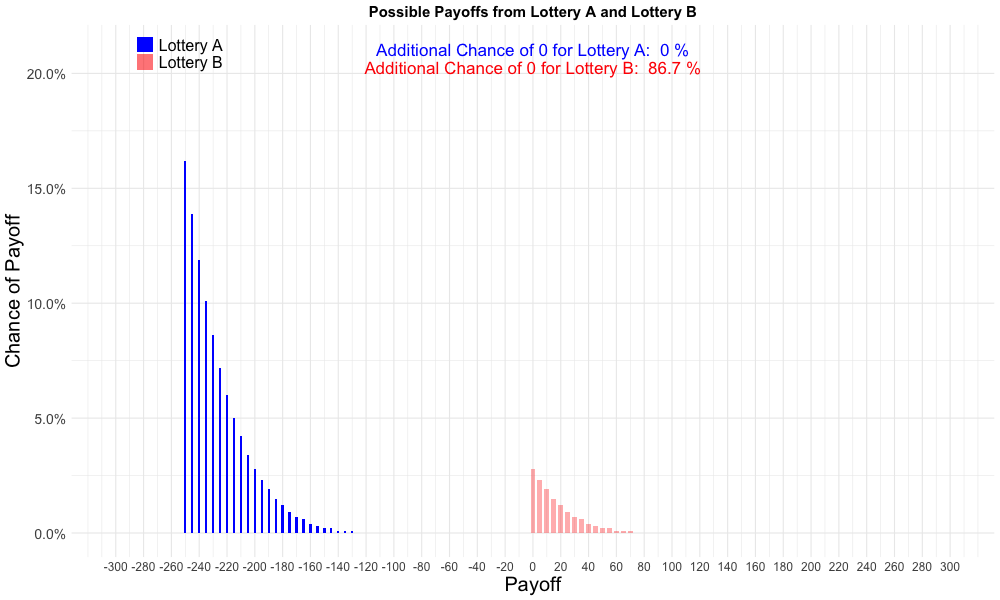 Possible Payoffs from Lottery A and Lottery B
Lottery A
Lottery B
Additional Chance of 0 for Lottery A:  0 %
Additional Chance of 0 for Lottery B:  86.7 %
Chance of Payoff
20.0%
15.0%
10.0%
5.0%
0.0%
-300 -280 -260 -240 -220 -200 -180 -160 -140 -120 -100 -80 -60 -40 -20 0 20 40 60 80 100 120 140 160 180 200 220 240 260 280 300
Payoff